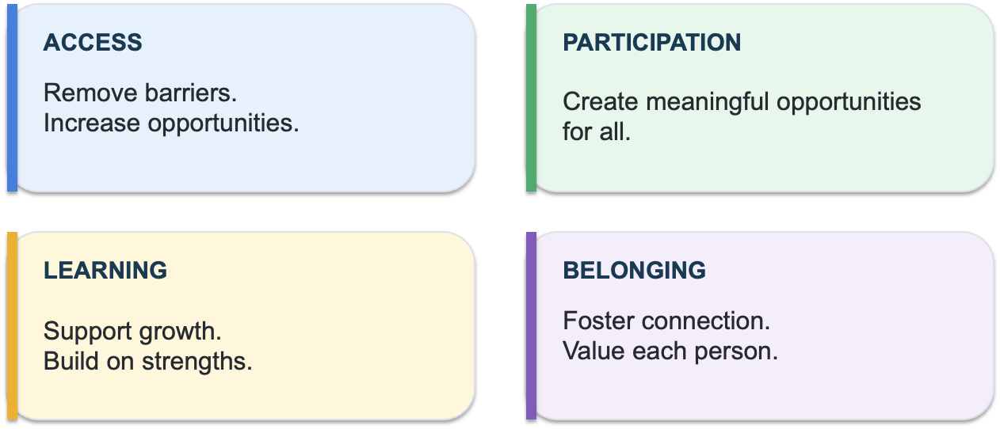 ACCESS
Remove barriers.
Increase opportunities.
PARTICIPATION
Create meaningful opportunities
for all.
LEARNING
Support growth.
Build on strengths.
BELONGING
Foster connection.
Value each person.